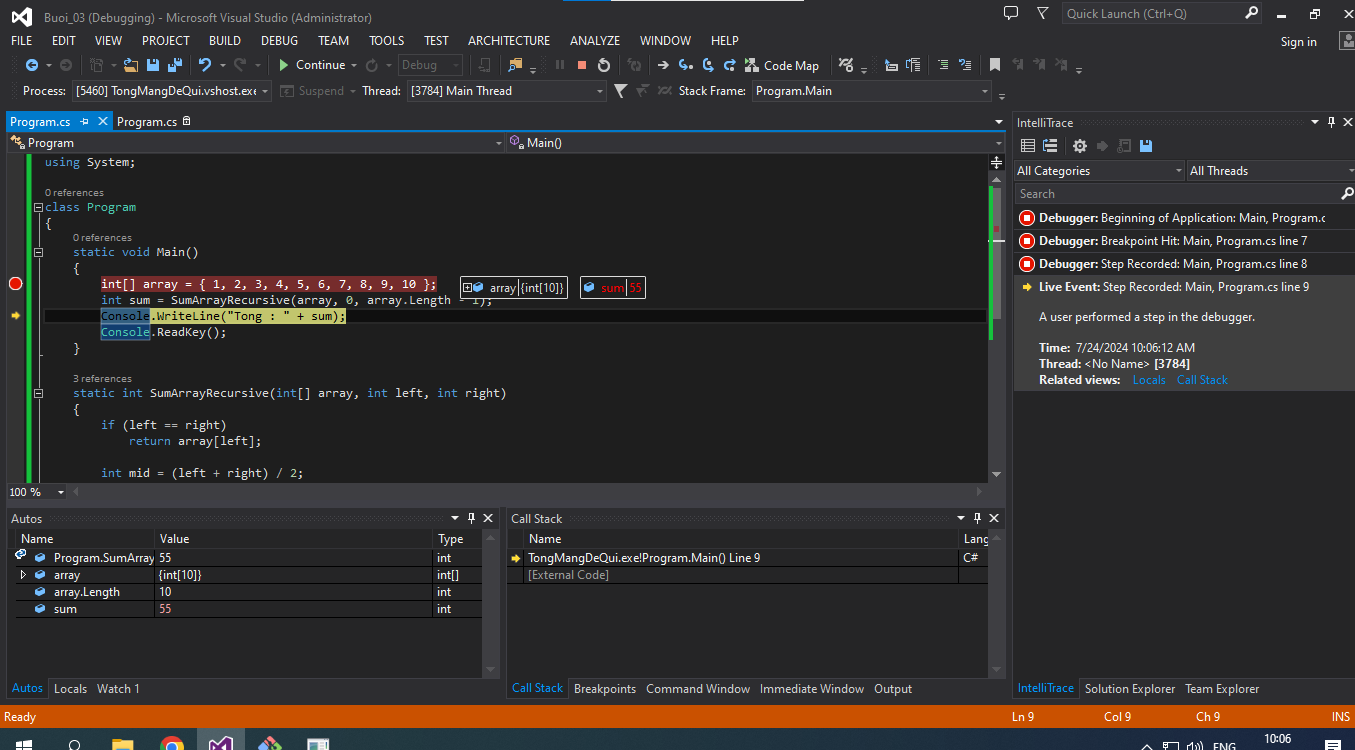 Buoi_03 (Debugging) - Microsoft Visual Studio (Administrator)
Quick Launch (Ctrl+Q)
FILE EDIT VIEW PROJECT BUILD DEBUG TEAM TOOLS TEST ARCHITECTURE ANALYZE WINDOW HELP
Sign in
Continue Debug Code Map
Process: [5460] TongMangDeQui.vshost.exe Suspend Thread: [3784] Main Thread Stack Frame: Program.Main
Program.cs Program.cs
Program Main()
using System;
0 references
class Program
{
0 references
static void Main()
{
int[] array = { 1, 2, 3, 4, 5, 6, 7, 8, 9, 10 }; array {int[10]} sum 55
int sum = SumArrayRecursive(array, 0, array.Length - 1);
Console.WriteLine("Tong : " + sum);
Console.ReadKey();
}
3 references
static int SumArrayRecursive(int[] array, int left, int right)
{
if (left == right)
return array[left];
int mid = (left + right) / 2;
100 %
IntelliTrace
All Categories All Threads
Search
Debugger: Beginning of Application: Main, Program.c
Debugger: Breakpoint Hit: Main, Program.cs line 7
Debugger: Step Recorded: Main, Program.cs line 8
Live Event: Step Recorded: Main, Program.cs line 9
A user performed a step in the debugger.
Time: 7/24/2024 10:06:12 AM
Thread: <No Name> [3784]
Related views: Locals Call Stack
Autos
Name Value Type
Program.SumArray 55 int
array {int[10]} int[]
array.Length 10 int
sum 55 int
Autos Locals Watch 1
Call Stack
Name Lang
TongMangDeQui.exe!Program.Main() Line 9 C#
[External Code]
Call Stack Breakpoints Command Window Immediate Window Output
IntelliTrace Solution Explorer Team Explorer
Ready Ln 9 Col 9 Ch 9 INS
ENG 10:06